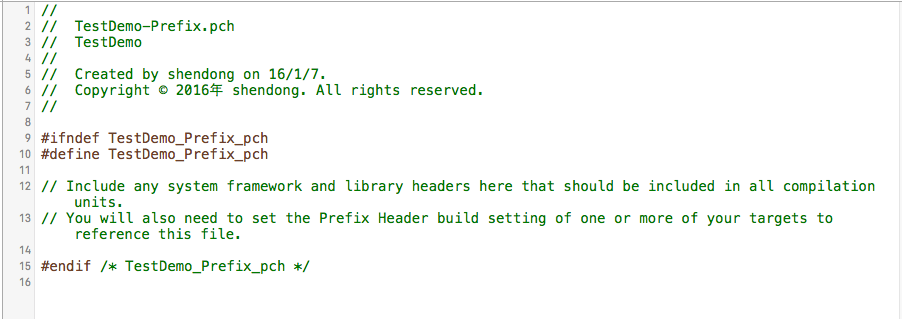 1 //
2 //  TestDemo-Prefix.pch
3 //  TestDemo
4 //
5 //  Created by shendong on 16/1/7.
6 //  Copyright © 2016年 shendong. All rights reserved.
7 //
8
9 #ifndef TestDemo_Prefix_pch
10 #define TestDemo_Prefix_pch
11
12 // Include any system framework and library headers here that should be included in all compilation
units.
13 // You will also need to set the Prefix Header build setting of one or more of your targets to
reference this file.
14
15 #endif /* TestDemo_Prefix_pch */
16